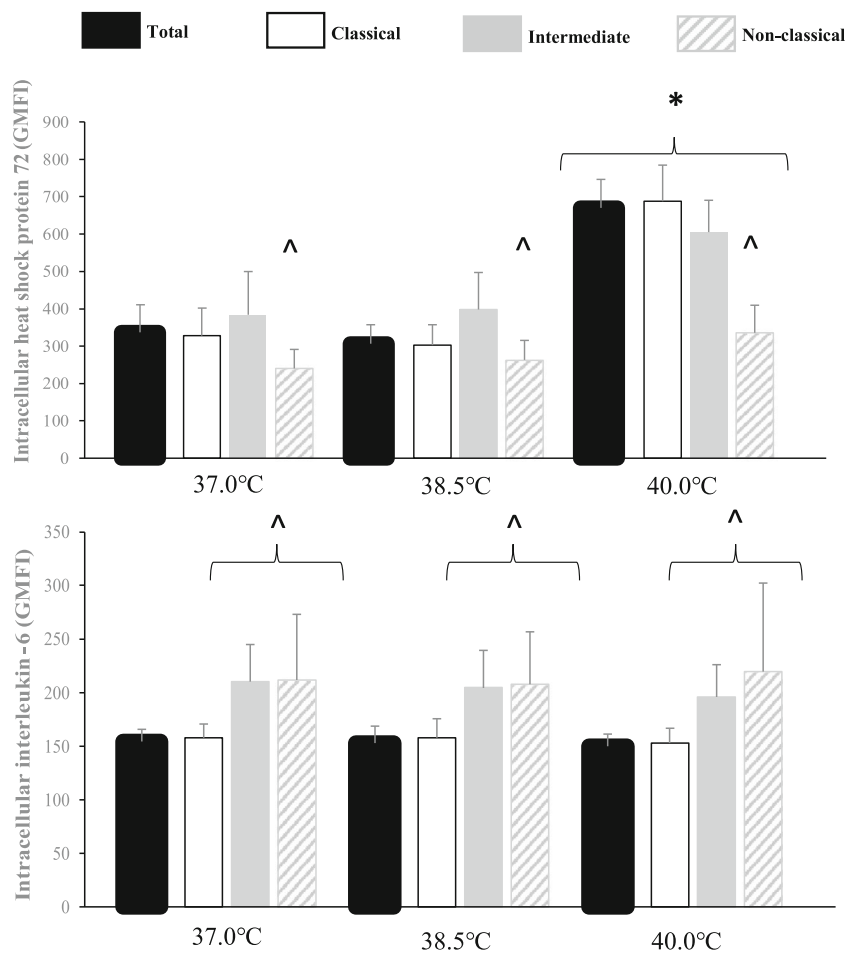 Total Classical Intermediate Non-classical
Intracellular heat shock protein 72 (GMFI)
*
900
800
700
600
500
400
300
200
100
0
^ ^ ^
37.0°C 38.5°C 40.0°C
Intracellular interleukin-6 (GMFI)
^ ^ ^
350
300
250
200
150
100
50
0
37.0°C 38.5°C 40.0°C